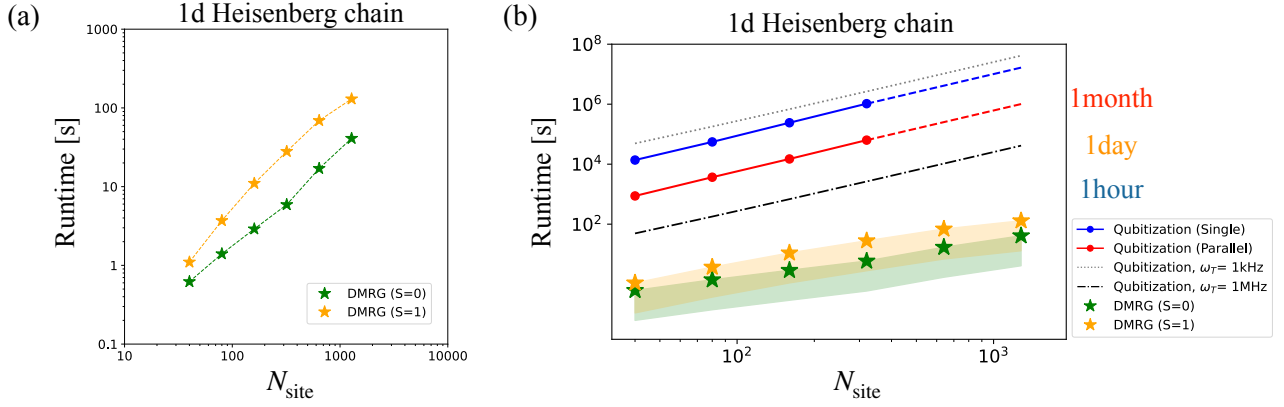 (a)
1d Heisenberg chain
Runtime [s]
1000
100
10
1
0.1
10
100
1000
10000
N_site
DMRG (S=0)
DMRG (S=1)
(b)
1d Heisenberg chain
Runtime [s]
10^8
10^6
10^4
10^2
10^2
10^3
N_site
1month
1day
1hour
Qubitization (Single)
Qubitization (Parallel)
Qubitization, ω_T= 1kHz
Qubitization, ω_T= 1MHz
DMRG (S=0)
DMRG (S=1)